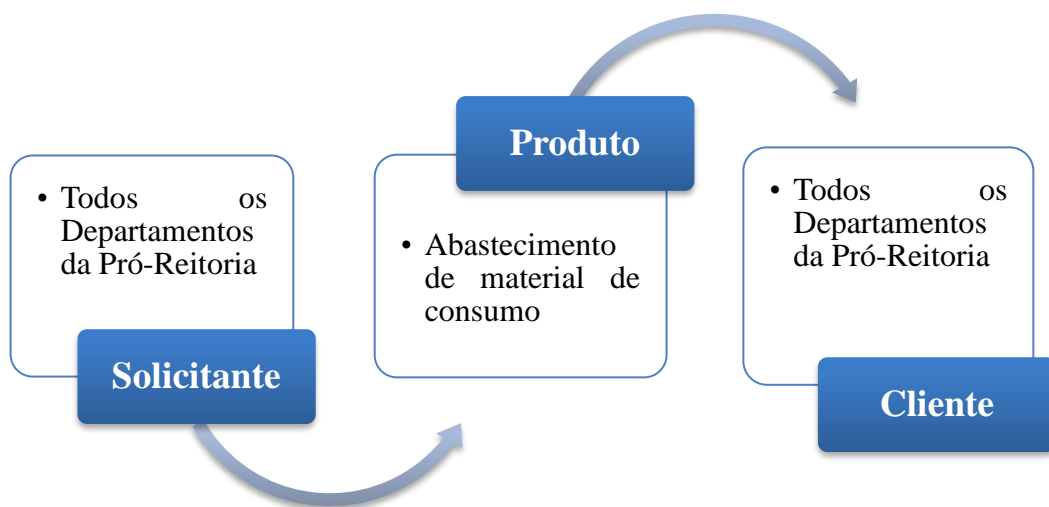 • Todos os
Departamentos
da Pró-Reitoria
Solicitante
Produto
• Abastecimento
de material de
consumo
• Todos os
Departamentos
da Pró-Reitoria
Cliente